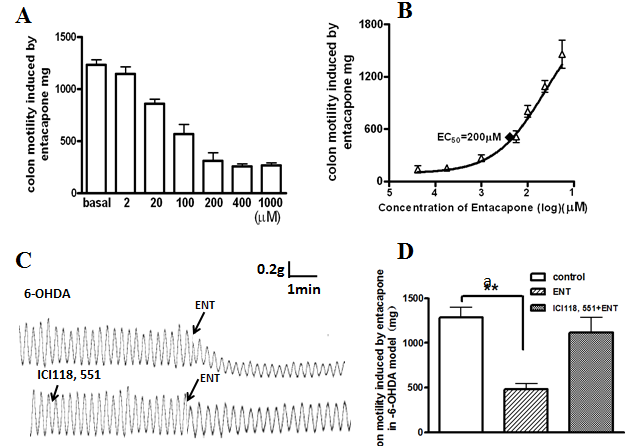 A
colon motility induced by
entacapone mg
1500
1000
500
0
basal
2
20
100
200
400
1000
(μM)
B
colon motility induced by
entacapone mg
1800
1200
600
0
EC50=200μM
5
4
3
2
1
Concentration of Entacapone (log)(μM)
C
0.2g
1min
6-OHDA
ENT
ICI118, 551
ENT
D
control
ENT
ICI118, 551+ENT
a
**
on motility induced by entacapone
in -6-OHDA model (mg)
1500
1000
500
0